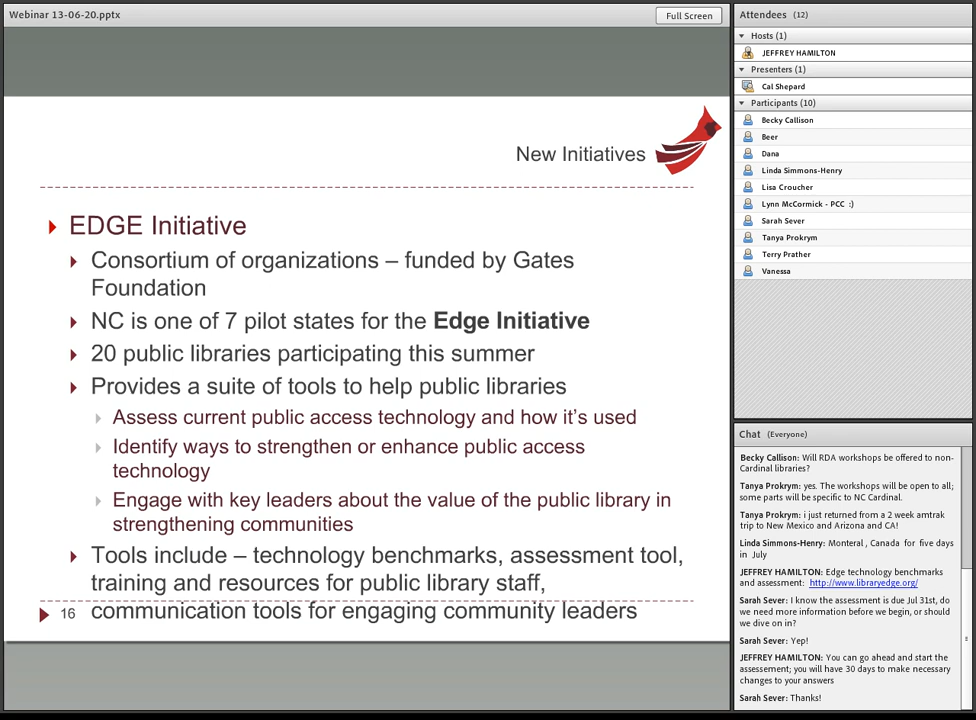 Webinar 13-06-20.pptx
Full Screen
New Initiatives
EDGE Initiative
Consortium of organizations – funded by Gates
Foundation
NC is one of 7 pilot states for the Edge Initiative
20 public libraries participating this summer
Provides a suite of tools to help public libraries
Assess current public access technology and how it's used
Identify ways to strengthen or enhance public access
technology
Engage with key leaders about the value of the public library in
strengthening communities
Tools include – technology benchmarks, assessment tool,
training and resources for public library staff,
communication tools for engaging community leaders
16
Attendees (12)
Hosts (1)
JEFFREY HAMILTON
Presenters (1)
Cal Shepard
Participants (10)
Becky Callison
Beer
Dana
Linda Simmons-Henry
Lisa Croucher
Lynn McCormick - PCC :)
Sarah Sever
Tanya Prokrym
Terry Prather
Vanessa
Chat (Everyone)
Becky Callison: Will RDA workshops be offered to non-
Cardinal libraries?
Tanya Prokrym: yes. The workshops will be open to all;
some parts will be specific to NC Cardinal.
Tanya Prokrym: i just returned from a 2 week amtrak
trip to New Mexico and Arizona and CA!
Linda Simmons-Henry: Monteral , Canada for five days
in July
JEFFREY HAMILTON: Edge technology benchmarks
and assessment: http://www.libraryedge.org/
Sarah Sever: I know the assessment is due Jul 31st, do
we need more information before we begin, or should
we dive on in?
Sarah Sever: Yep!
JEFFREY HAMILTON: You can go ahead and start the
assessement; you will have 30 days to make necessary
changes to your answers
Sarah Sever: Thanks!